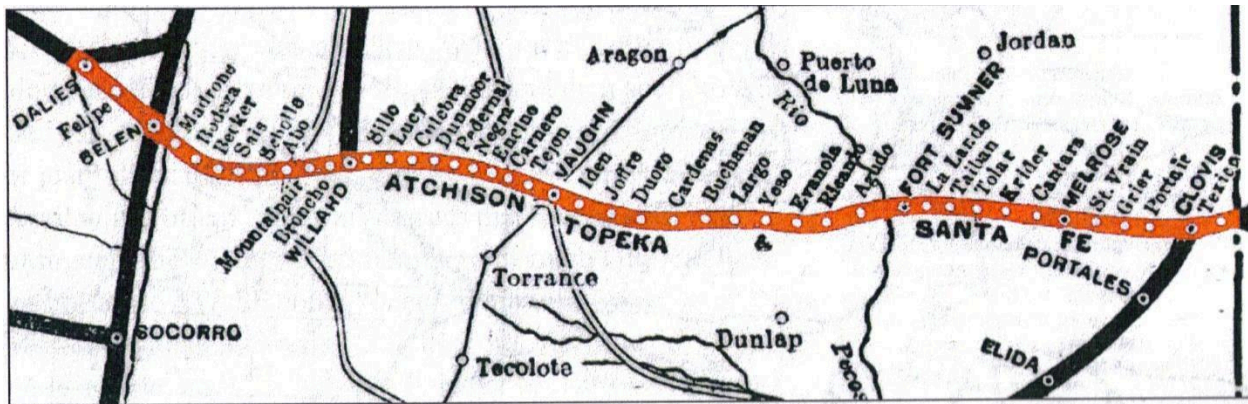 DALIES
Felipe
BELEN
Madrone
Bodega
Becker
Sais
Scholle
Abo
Mountainair
Broncho
WILLARD
Silio
Lucy
Culebra
Dunmoor
Pedernal
Negra
Encino
Carnero
Tejon
VAUGHN
Iden
Joffre
Duoro
Cardenas
Buchanan
Largo
Yeso
Evanola
Ricardo
Agudo
FORT SUMNER
La Lande
Taiban
Tolar
Krider
Cantara
MELROSE
St. Vrain
Grier
Portair
CLOVIS
Texico
ATCHISON
TOPEKA
&
SANTA
FE
Aragon
Puerto
de Luna
Jordan
Rio
Pecos
Torrance
Tecolote
Dunlap
PORTALES
ELIDA
SOCORRO